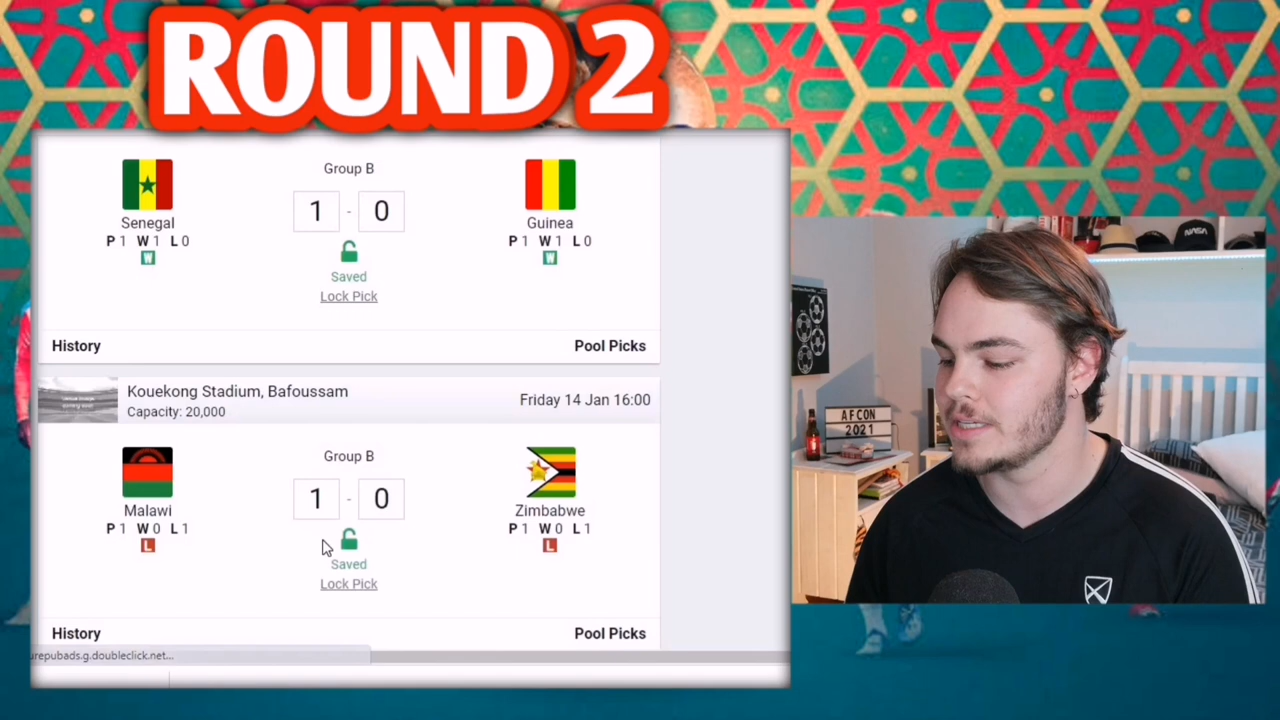 ROUND 2
Group B
1 - 0
Senegal
Guinea
P 1 W 1 L 0
P 1 W 1 L 0
W
W
Saved
Lock Pick
History
Pool Picks
Kouekong Stadium, Bafoussam
Capacity: 20,000
Friday 14 Jan 16:00
Group B
1 - 0
Malawi
Zimbabwe
P 1 W 0 L 1
P 1 W 0 L 1
L
L
Saved
Lock Pick
History
Pool Picks
urepubads.g.doubleclick.net...
NASA
AFCON
2021